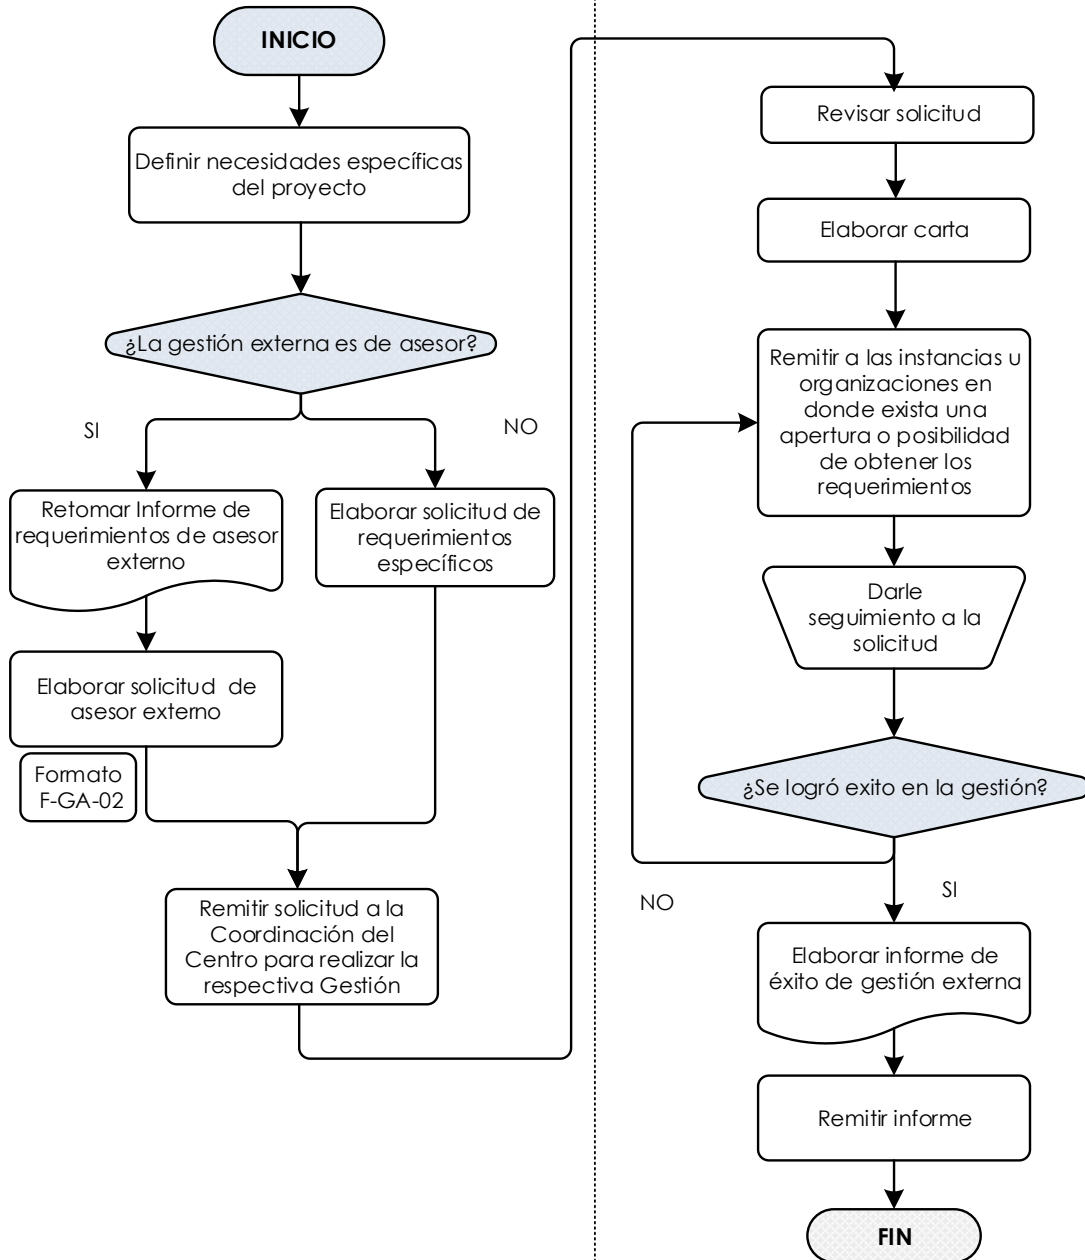 INICIO
Definir necesidades específicas
del proyecto
¿La gestión externa es de asesor?
SI
NO
Retomar Informe de
requerimientos de asesor
externo
Elaborar solicitud de
requerimientos
específicos
Elaborar solicitud de
asesor externo
Formato
F-GA-02
Remitir solicitud a la
Coordinación del
Centro para realizar la
respectiva Gestión
Revisar solicitud
Elaborar carta
Remitir a las instancias u
organizaciones en
donde exista una
apertura o posibilidad
de obtener los
requerimientos
Darle
seguimiento a la
solicitud
¿Se logró exito en la gestión?
NO
SI
Elaborar informe de
éxito de gestión externa
Remitir informe
FIN